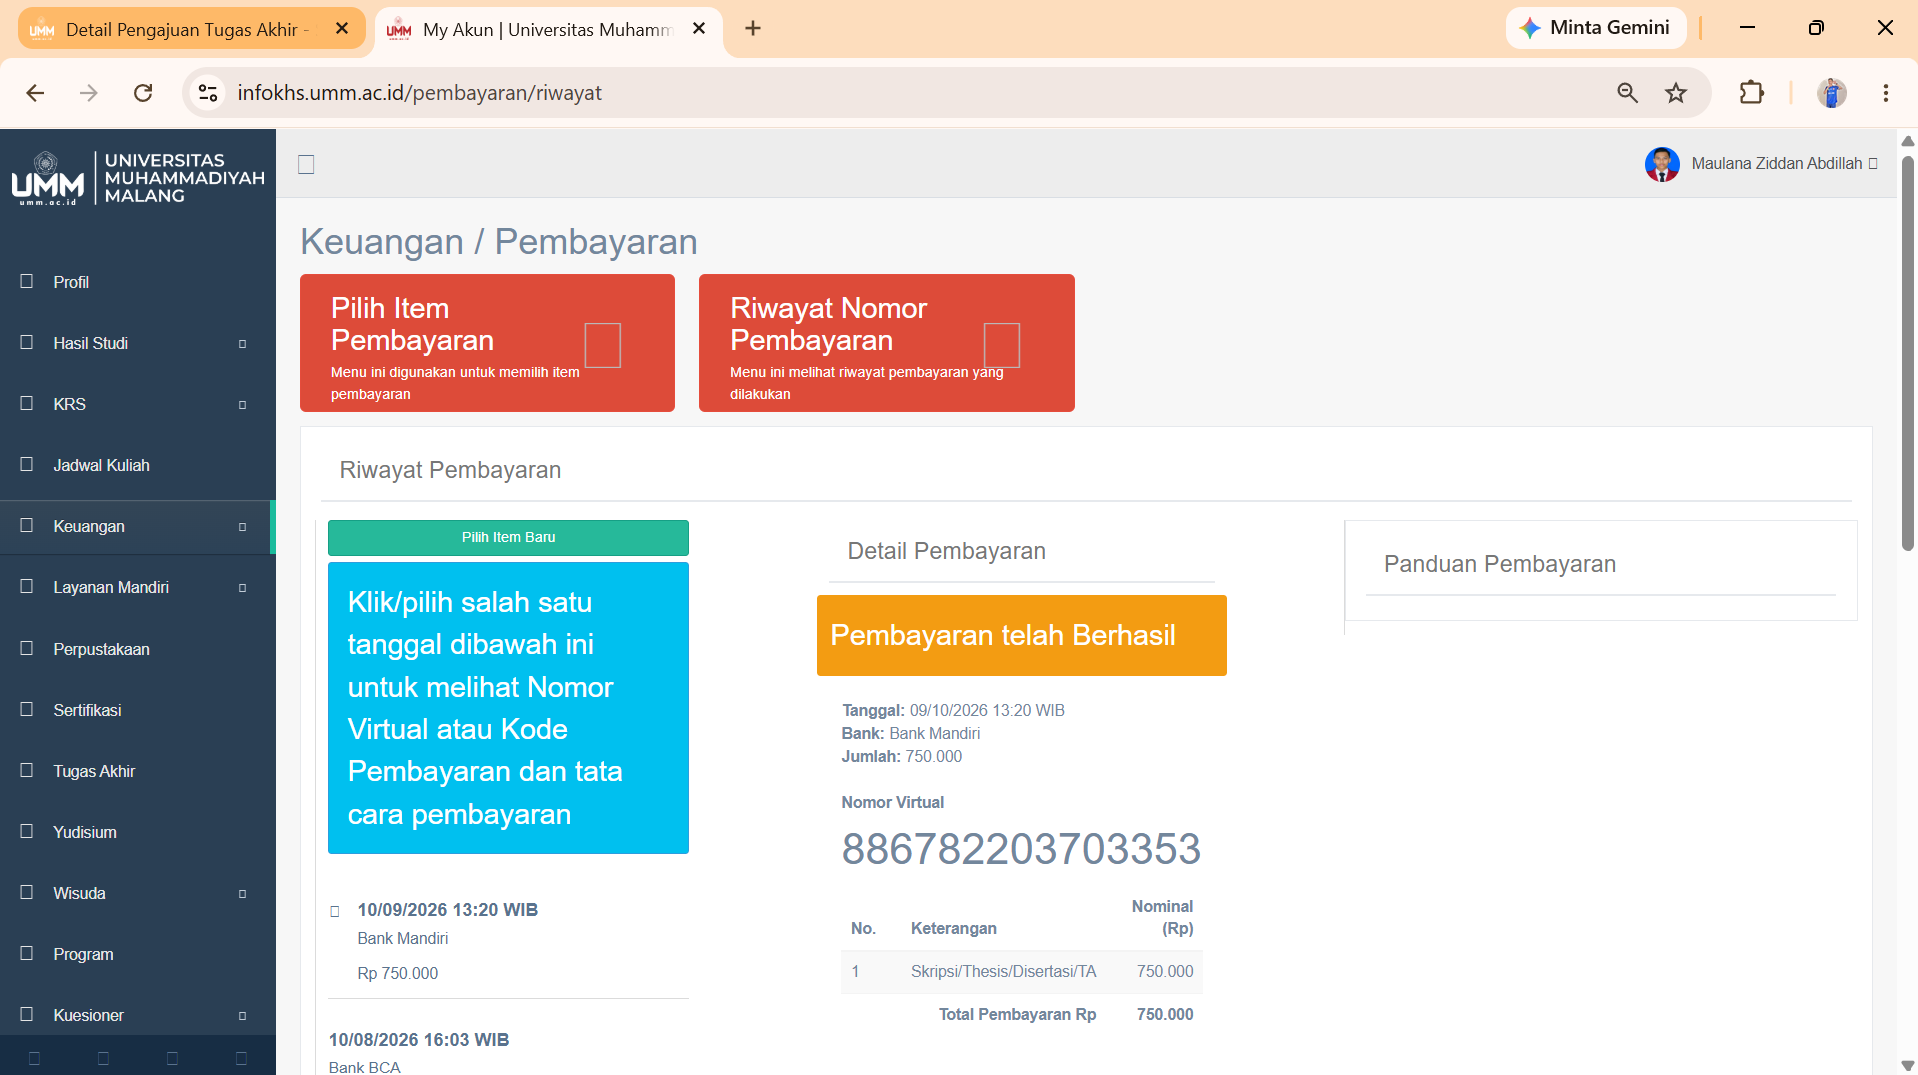 Detail Pengajuan Tugas Akhir -
My Akun | Universitas Muhamm
Minta Gemini
infokhs.umm.ac.id/pembayaran/riwayat
UMM
umm.ac.id
UNIVERSITAS
MUHAMMADIYAH
MALANG
Maulana Ziddan Abdillah
Profil
Hasil Studi
KRS
Jadwal Kuliah
Keuangan
Layanan Mandiri
Perpustakaan
Sertifikasi
Tugas Akhir
Yudisium
Wisuda
Program
Kuesioner
Keuangan / Pembayaran
Pilih Item
Pembayaran
Menu ini digunakan untuk memilih item
pembayaran
Riwayat Nomor
Pembayaran
Menu ini melihat riwayat pembayaran yang
dilakukan
Riwayat Pembayaran
Pilih Item Baru
Klik/pilih salah satu
tanggal dibawah ini
untuk melihat Nomor
Virtual atau Kode
Pembayaran dan tata
cara pembayaran
10/09/2026 13:20 WIB
Bank Mandiri
Rp 750.000
10/08/2026 16:03 WIB
Bank BCA
Detail Pembayaran
Pembayaran telah Berhasil
Tanggal: 09/10/2026 13:20 WIB
Bank: Bank Mandiri
Jumlah: 750.000
Nomor Virtual
886782203703353
No. Keterangan Nominal (Rp)
1 Skripsi/Thesis/Disertasi/TA 750.000
Total Pembayaran Rp 750.000
Panduan Pembayaran